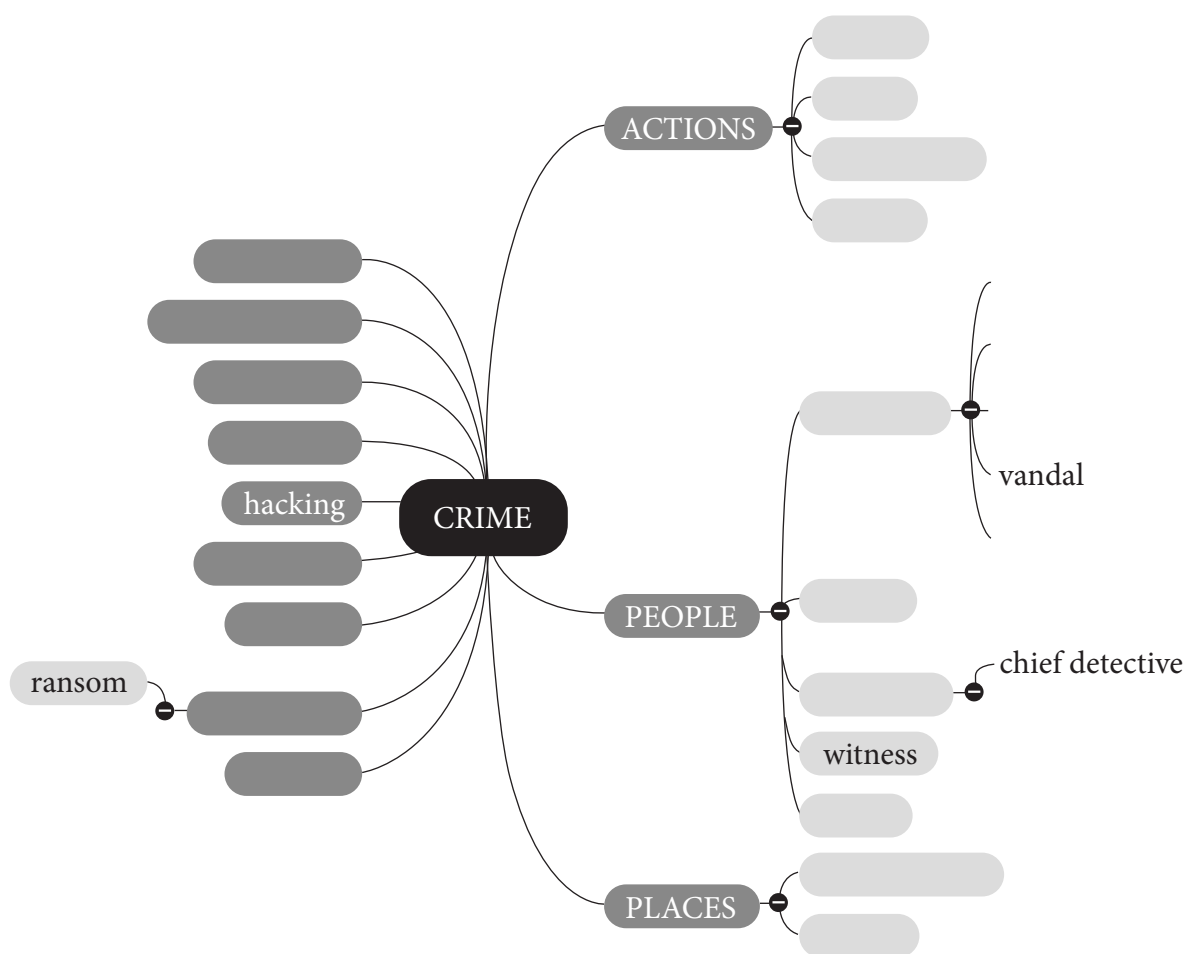 ACTIONS
hacking
CRIME
vandal
PEOPLE
chief detective
ransom
witness
PLACES